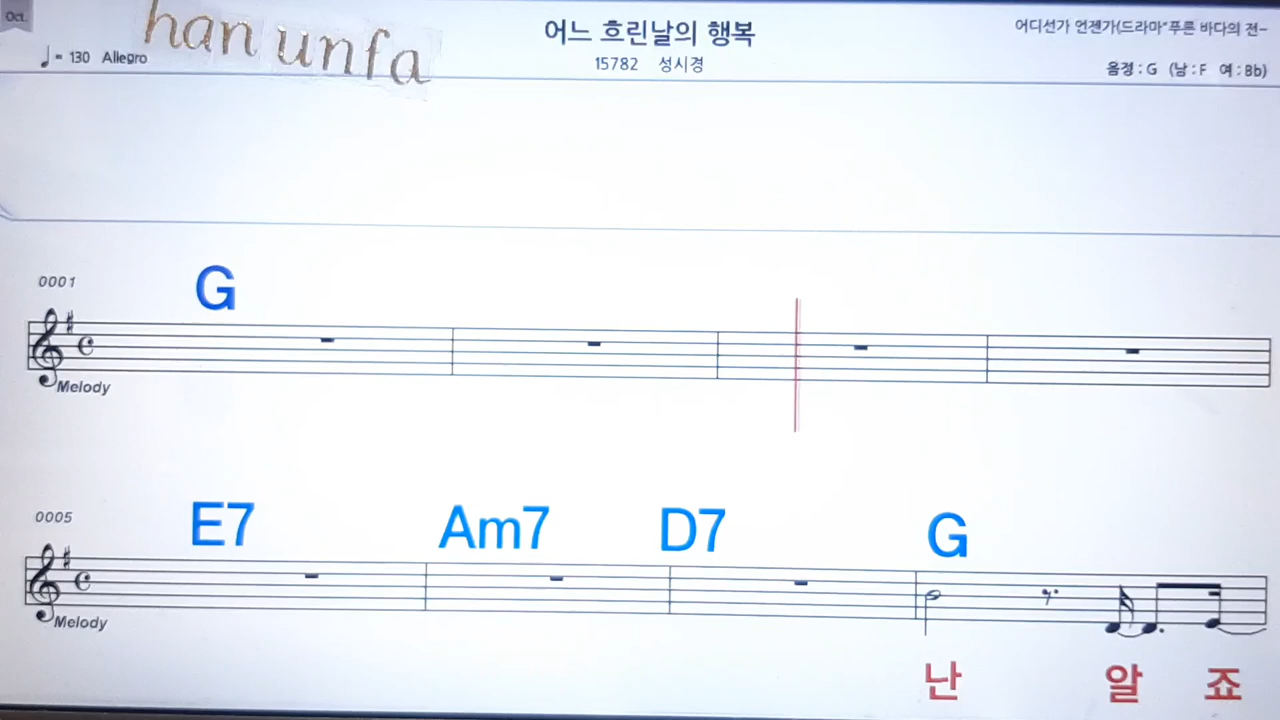 Oct.
han unfa
♩= 130 Allegro
어느 흐린날의 행복
15782 성시경
어디선가 언젠가(드라마"푸른 바다의 전-
음정 : G (남 : F 여 : Bb)
0001
G
Melody
0005
E7 Am7 D7 G
Melody
난 알 죠